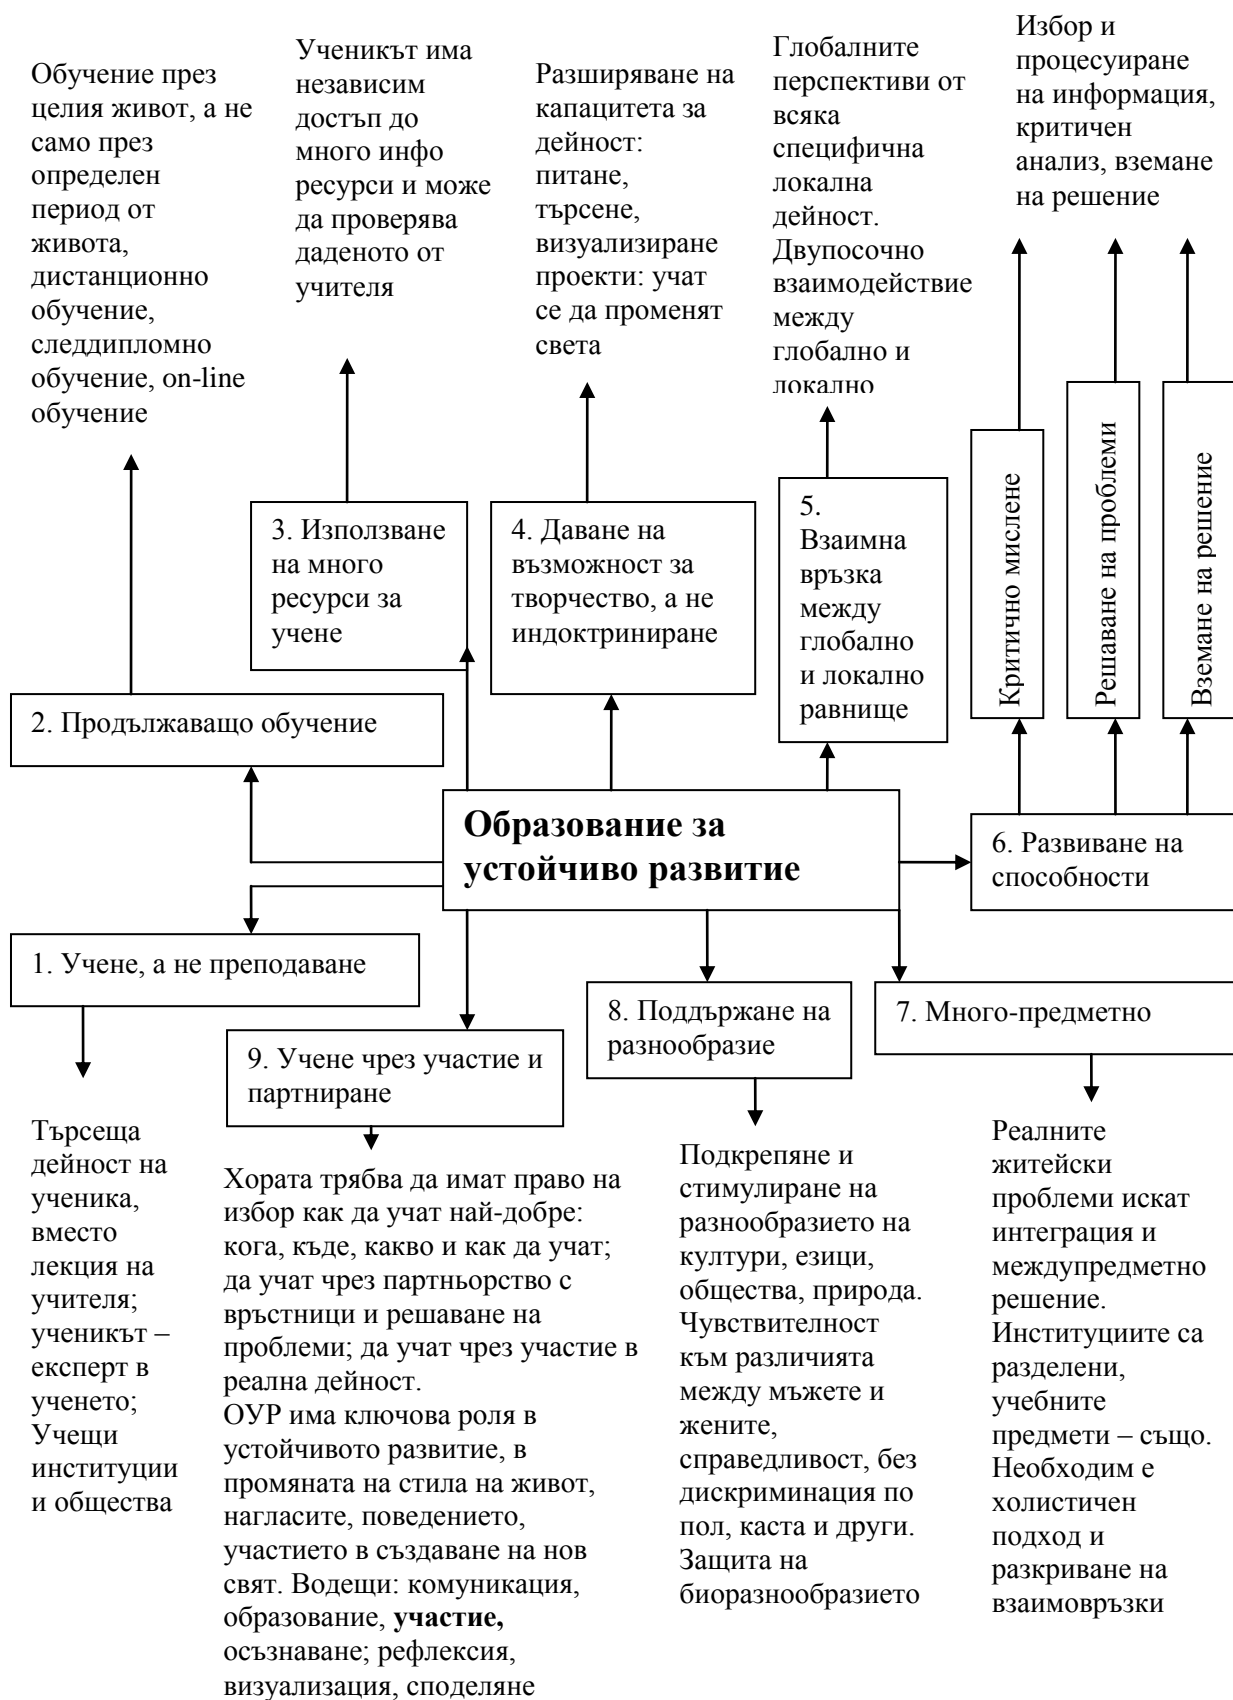 Обучение през
целия живот, а не
само през
определен
период от
живота,
дистанционно
обучение,
следдипломно
обучение, on-line
обучение
Ученикът има
независим
достъп до
много инфо
ресурси и може
да проверява
даденото от
учителя
Разширяване на
капацитета за
дейност:
питане,
търсене,
визуализиране
проекти: учат
се да променят
света
Глобалните
перспективи от
всяка
специфична
локална
дейност.
Двупосочно
взаимодействие
между
глобално и
локално
Избор и
процесуиране
на информация,
критичен
анализ, вземане
на решение
3. Използване
на много
ресурси за
учене
4. Даване на
възможност за
творчество, а не
индоктриниране
5.
Взаимна
връзка
между
глобално
и локално
равнище
Критично мислене
Решаване на проблеми
Вземане на решение
2. Продължаващо обучение
Образование за
устойчиво развитие
6. Развиване на
способности
1. Учене, а не преподаване
9. Учене чрез участие и
партниране
8. Поддържане на
разнообразие
7. Много-предметно
Търсеща
дейност на
ученика,
вместо
лекция на
учителя;
ученикът –
експерт в
ученето;
Учещи
институции
и общества
Хората трябва да имат право на
избор как да учат най-добре:
кога, къде, какво и как да учат;
да учат чрез партньорство с
връстници и решаване на
проблеми; да учат чрез участие в
реална дейност.
ОУР има ключова роля в
устойчивото развитие, в
промяната на стила на живот,
нагласите, поведението,
участието в създаване на нов
свят. Водещи: комуникация,
образование, участие,
осъзнаване; рефлексия,
визуализация, споделяне
Подкрепяне и
стимулиране на
разнообразието на
култури, езици,
общества, природа.
Чувствителност
към различията
между мъжете и
жените,
справедливост, без
дискриминация по
пол, каста и други.
Защита на
биоразнообразието
Реалните
житейски
проблеми искат
интеграция и
междупредметно
решение.
Институциите са
разделени,
учебните
предмети – също.
Необходим е
холистичен
подход и
разкриване на
взаимовръзки